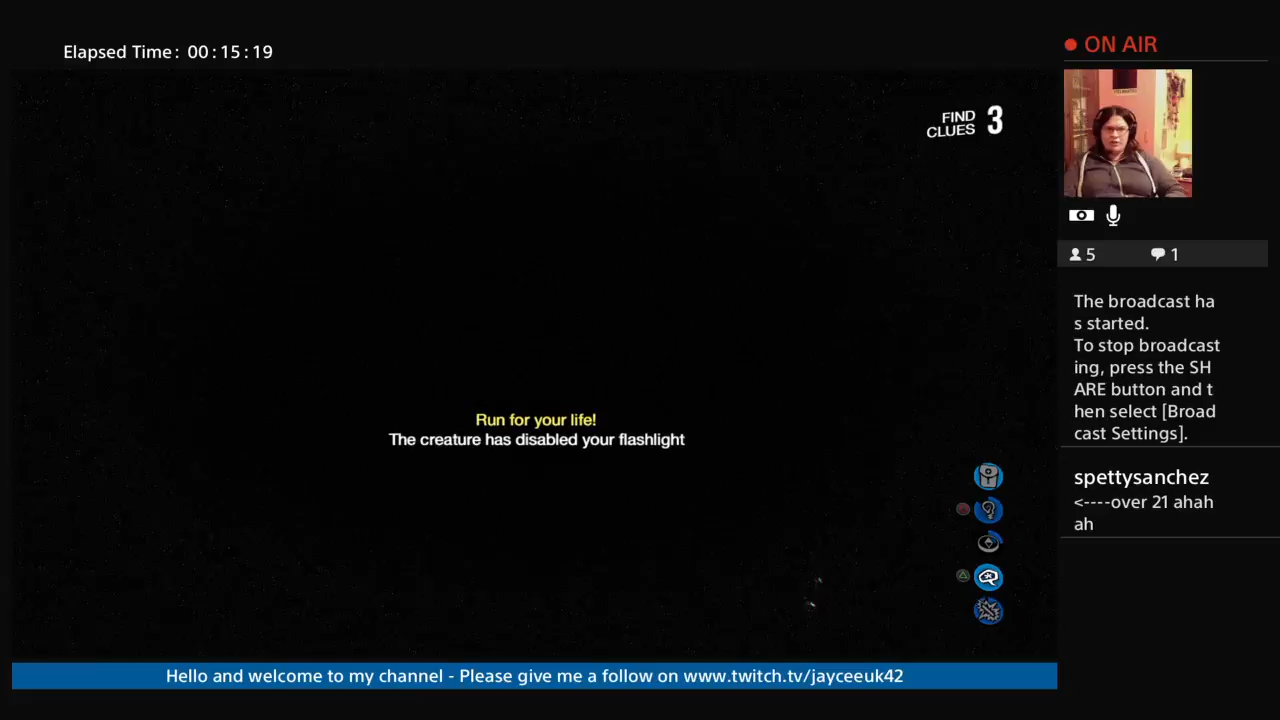 Elapsed Time: 00:15:19
ON AIR
FIND
CLUES 3
5 1
The broadcast ha
s started.
To stop broadcast
ing, press the SH
ARE button and t
hen select [Broad
cast Settings].
Run for your life!
The creature has disabled your flashlight
spettysanchez
<----over 21 ahah
ah
Hello and welcome to my channel - Please give me a follow on www.twitch.tv/jayceeuk42